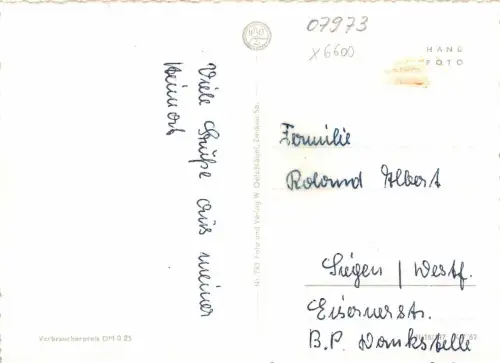 07973
x6600
HAND
FOTO
Viele Grüße aus meiner
Heimat
Familie
Roland Albert
Siegen / Westf.
Eisernerstr.
B.P. Tankstelle
Verbraucherpreis DM 0.25